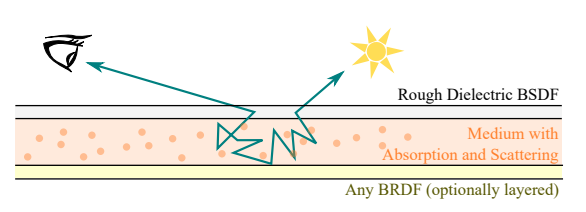 Rough Dielectric BSDF
Medium with
Absorption and Scattering
Any BRDF (optionally layered)